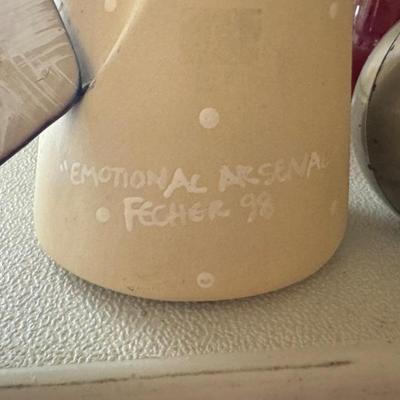 "EMOTIONAL ARSENAL
FECHER 98